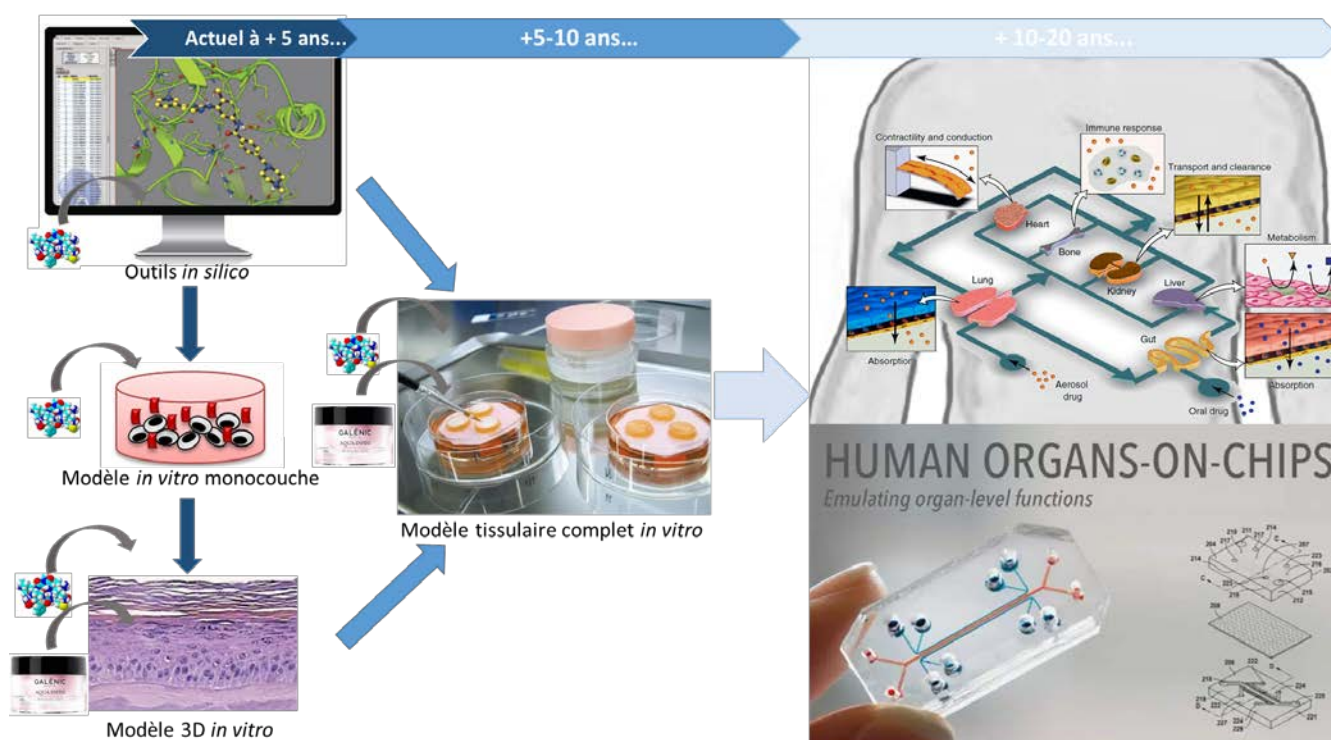 Actuel à + 5 ans...
+5-10 ans...
+ 10-20 ans...
Outils in silico
Modèle in vitro monocouche
GALÉNIC
Modèle 3D in vitro
GALÉNIC
Modèle tissulaire complet in vitro
Contractility and conduction
Immune response
Transport and clearance
Metabolism
Heart
Bone
Lung
Kidney
Liver
Absorption
Gut
Aerosol
drug
Oral drug
Absorption
HUMAN ORGANS-ON-CHIPS
Emulating organ-level functions